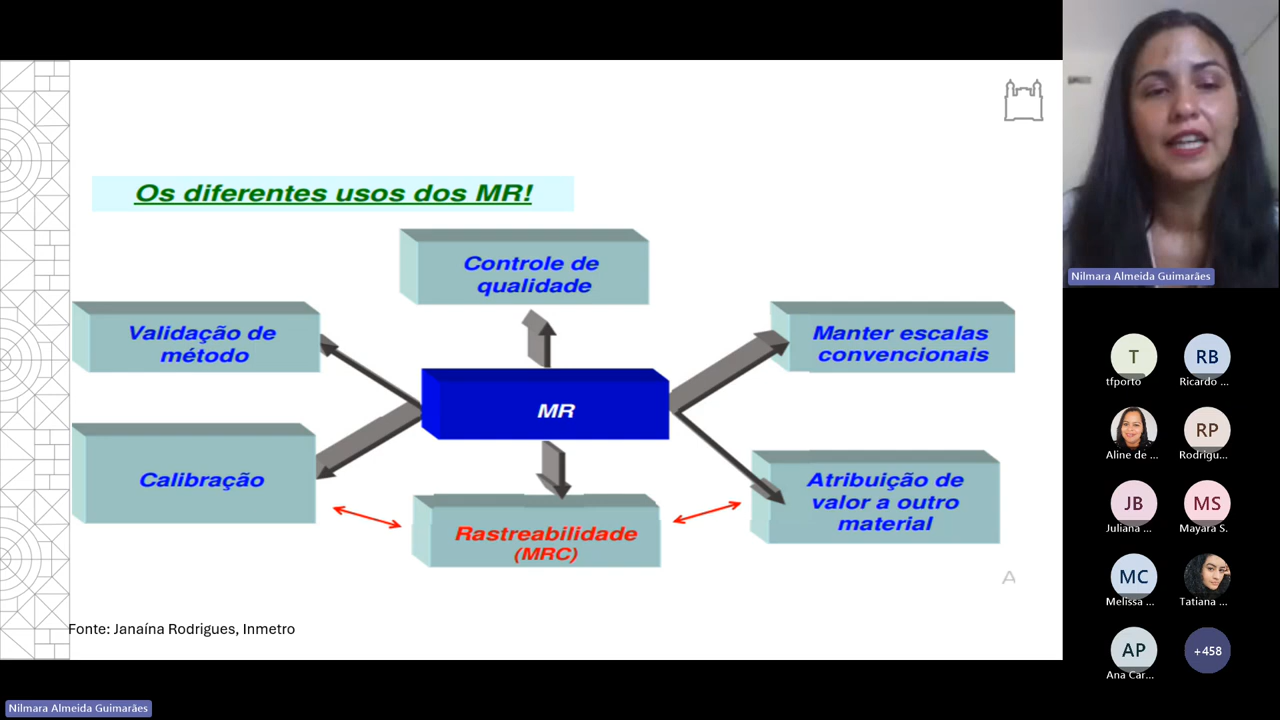 Os diferentes usos dos MR!
Controle de
qualidade
Validação de
método
Manter escalas
convencionais
MR
Calibração
Atribuição de
valor a outro
material
Rastreabilidade
(MRC)
A
Fonte: Janaína Rodrigues, Inmetro
Nilmara Almeida Guimarães
Nilmara Almeida Guimarães
T
tfporto
RB
Ricardo ...
Aline de ...
RP
Rodrigu...
JB
Juliana ...
MS
Mayara S.
MC
Melissa ...
Tatiana ...
AP
Ana Car...
+458